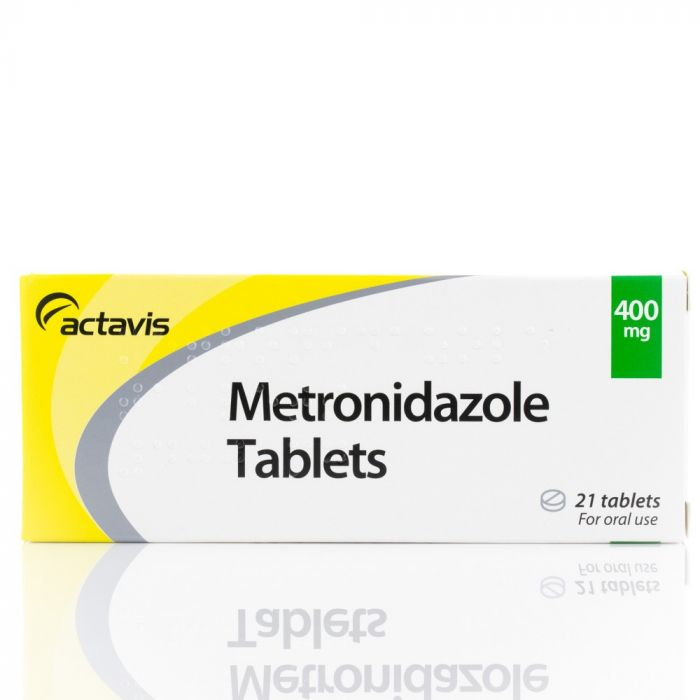 actavis
400
mg
Metronidazole
Tablets
21 tablets
For oral use